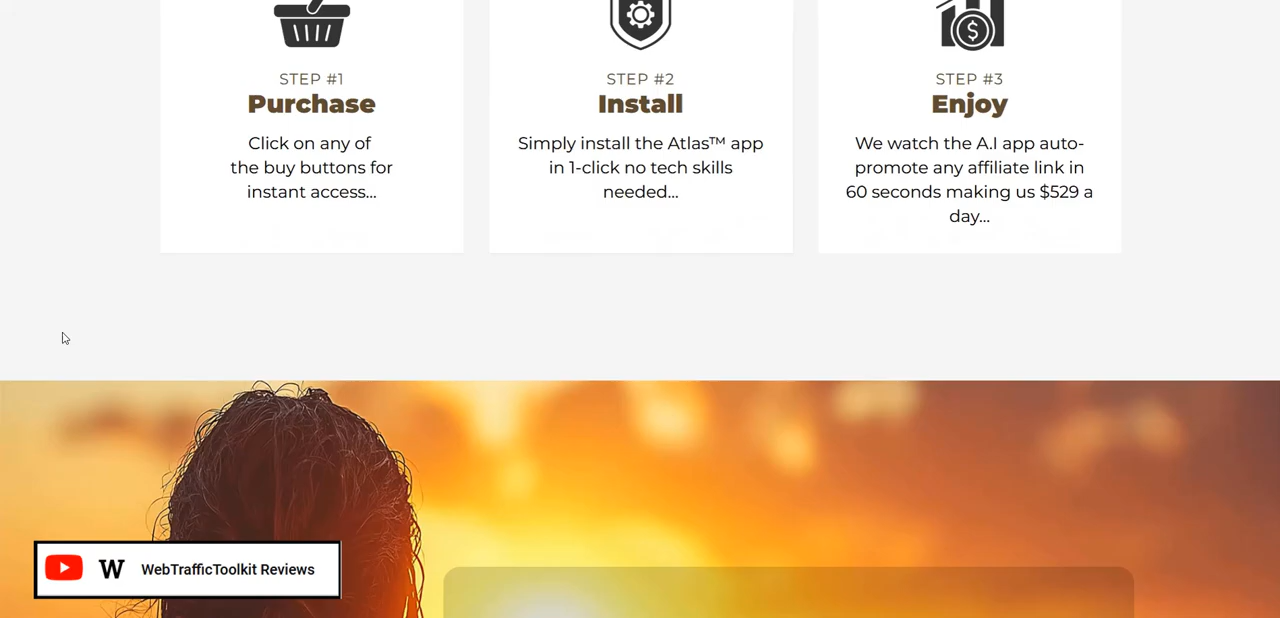 STEP #1
Purchase
Click on any of
the buy buttons for
instant access...
STEP #2
Install
Simply install the Atlas™ app
in 1-click no tech skills
needed...
STEP #3
Enjoy
We watch the A.I app auto-
promote any affiliate link in
60 seconds making us $529 a
day...
W WebTrafficToolkit Reviews